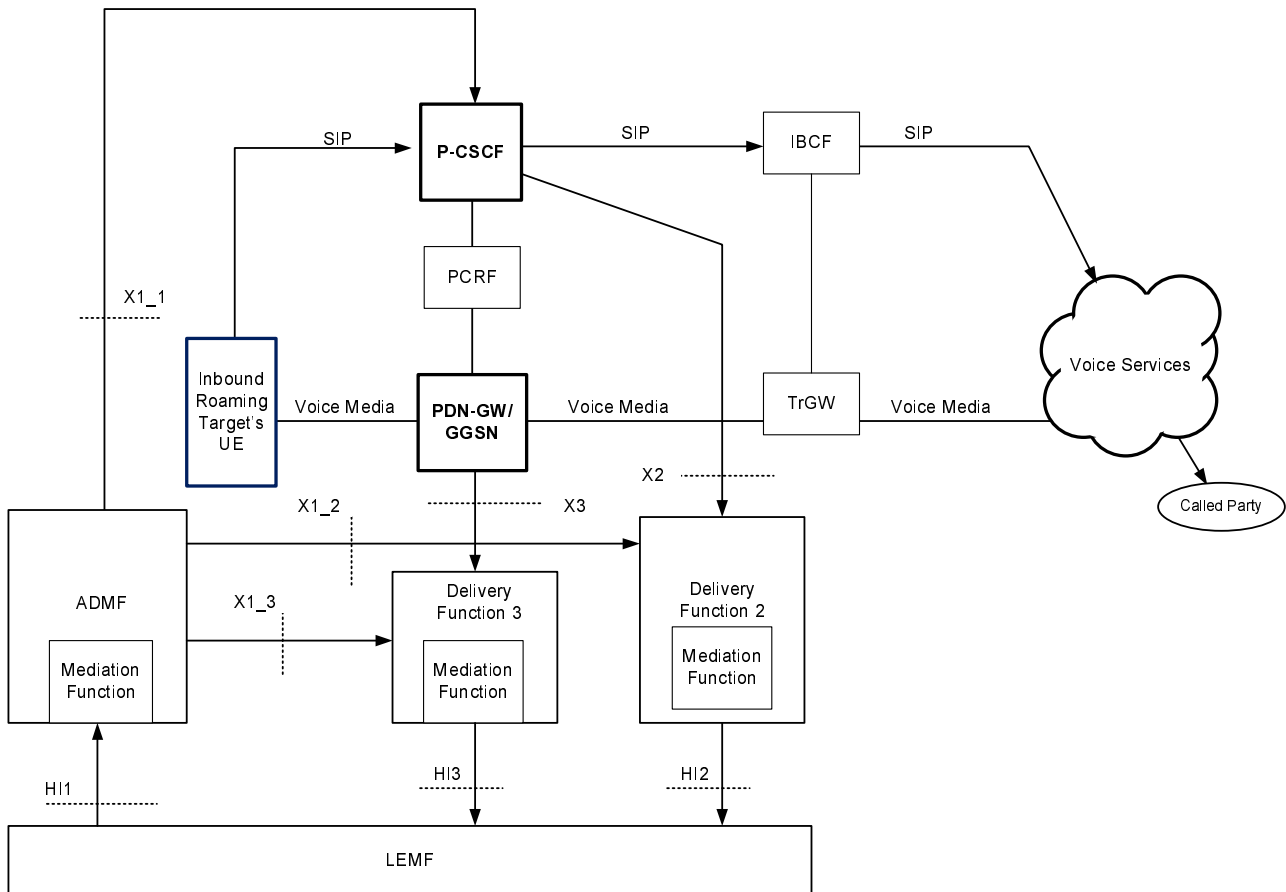 SIP
P-CSCF
SIP
IBCF
SIP
PCRF
X1_1
Inbound
Roaming
Target's
UE
Voice Media
PDN-GW/
GGSN
Voice Media
TrGW
Voice Media
Voice Services
Called Party
X1_2
X3
X2
ADMF
Mediation
Function
X1_3
Delivery
Function 3
Mediation
Function
Delivery
Function 2
Mediation
Function
HI1
HI3
HI2
LEMF